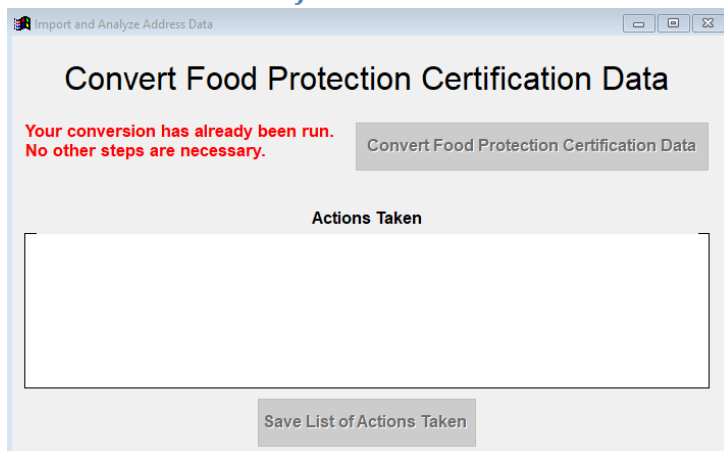 Import and Analyze Address Data
Convert Food Protection Certification Data
Your conversion has already been run.
No other steps are necessary.
Convert Food Protection Certification Data
Actions Taken
Save List of Actions Taken